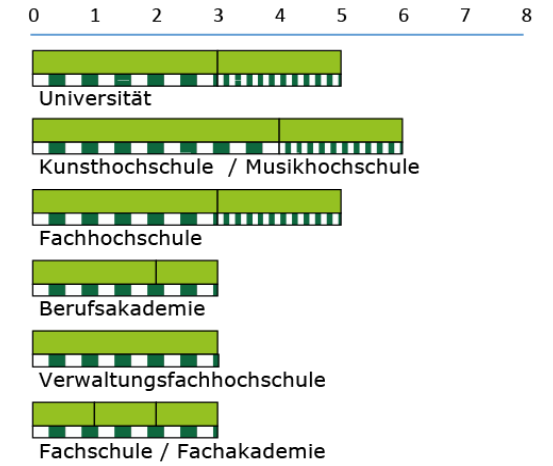 0 1 2 3 4 5 6 7 8
Universität
Kunsthochschule / Musikhochschule
Fachhochschule
Berufsakademie
Verwaltungsfachhochschule
Fachschule / Fachakademie